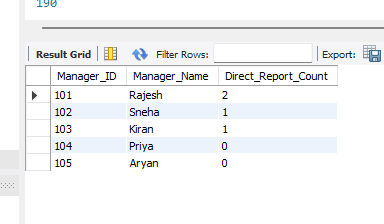 190
Result Grid Filter Rows: Export:
Manager_ID Manager_Name Direct_Report_Count
101 Rajesh 2
102 Sneha 1
103 Kiran 1
104 Priya 0
105 Aryan 0